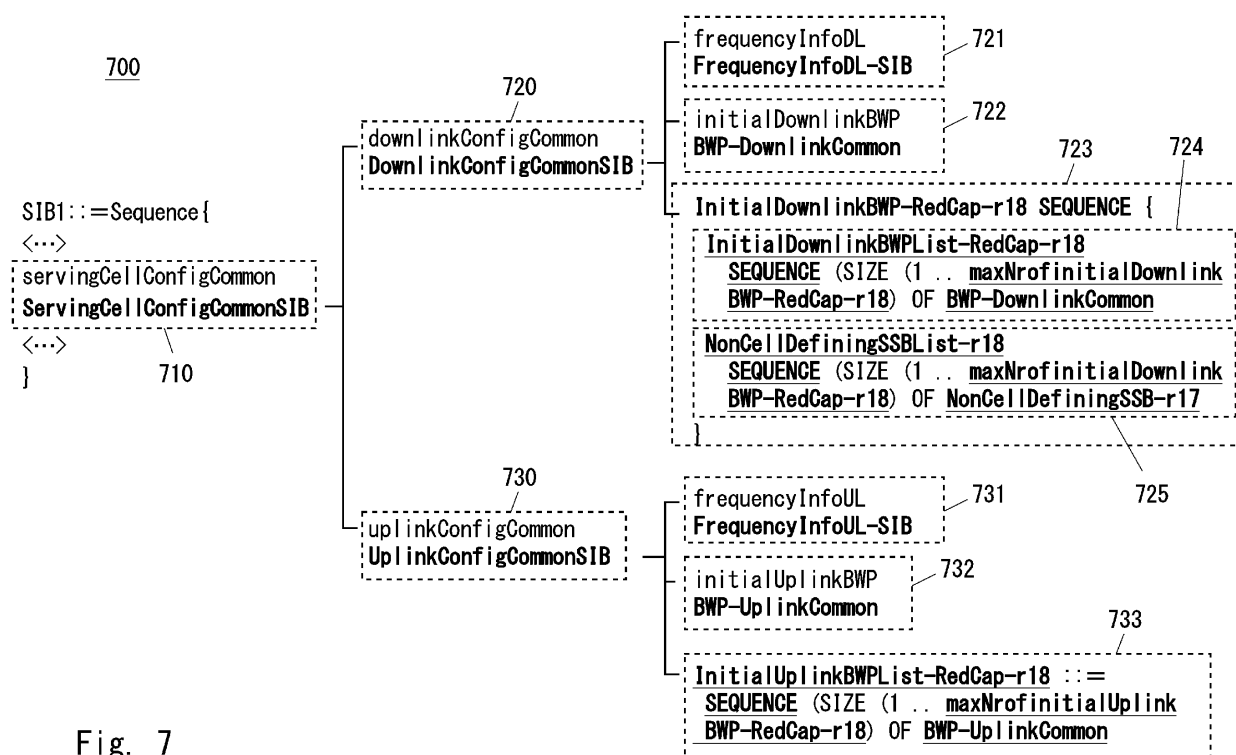 700
SIB1::=Sequence{
<…>
servingCellConfigCommon
ServingCellConfigCommonSIB
<…>
710
}
720
downlinkConfigCommon
DownlinkConfigCommonSIB
frequencyInfoDL
FrequencyInfoDL-SIB
721
initialDownlinkBWP
BWP-DownlinkCommon
722
723
724
InitialDownlinkBWP-RedCap-r18 SEQUENCE {
InitialDownlinkBWPList-RedCap-r18
SEQUENCE (SIZE (1 .. maxNrofinitialDownlink
BWP-RedCap-r18) OF BWP-DownlinkCommon
NonCellDefiningSSBList-r18
SEQUENCE (SIZE (1 .. maxNrofinitialDownlink
BWP-RedCap-r18) OF NonCellDefiningSSB-r17
}
725
730
uplinkConfigCommon
UplinkConfigCommonSIB
frequencyInfoUL
FrequencyInfoUL-SIB
731
initialUplinkBWP
BWP-UplinkCommon
732
733
InitialUplinkBWPList-RedCap-r18 ::=
SEQUENCE (SIZE (1 .. maxNrofinitialUplink
BWP-RedCap-r18) OF BWP-UplinkCommon
Fig. 7